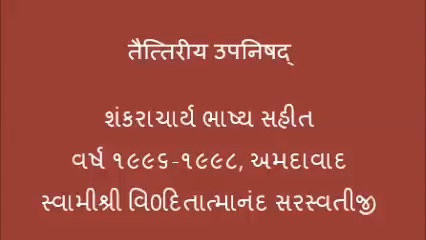 तैत्तिरीय उपनिषद्
શંકરાચાર્ય ભાષ્ય સહીત
વર્ષ ૧૯૯૬-૧૯૯૮, અમદાવાદ
સ્વામીશ્રી વિ0દિતાત્માનંદ સરસ્વતીજી